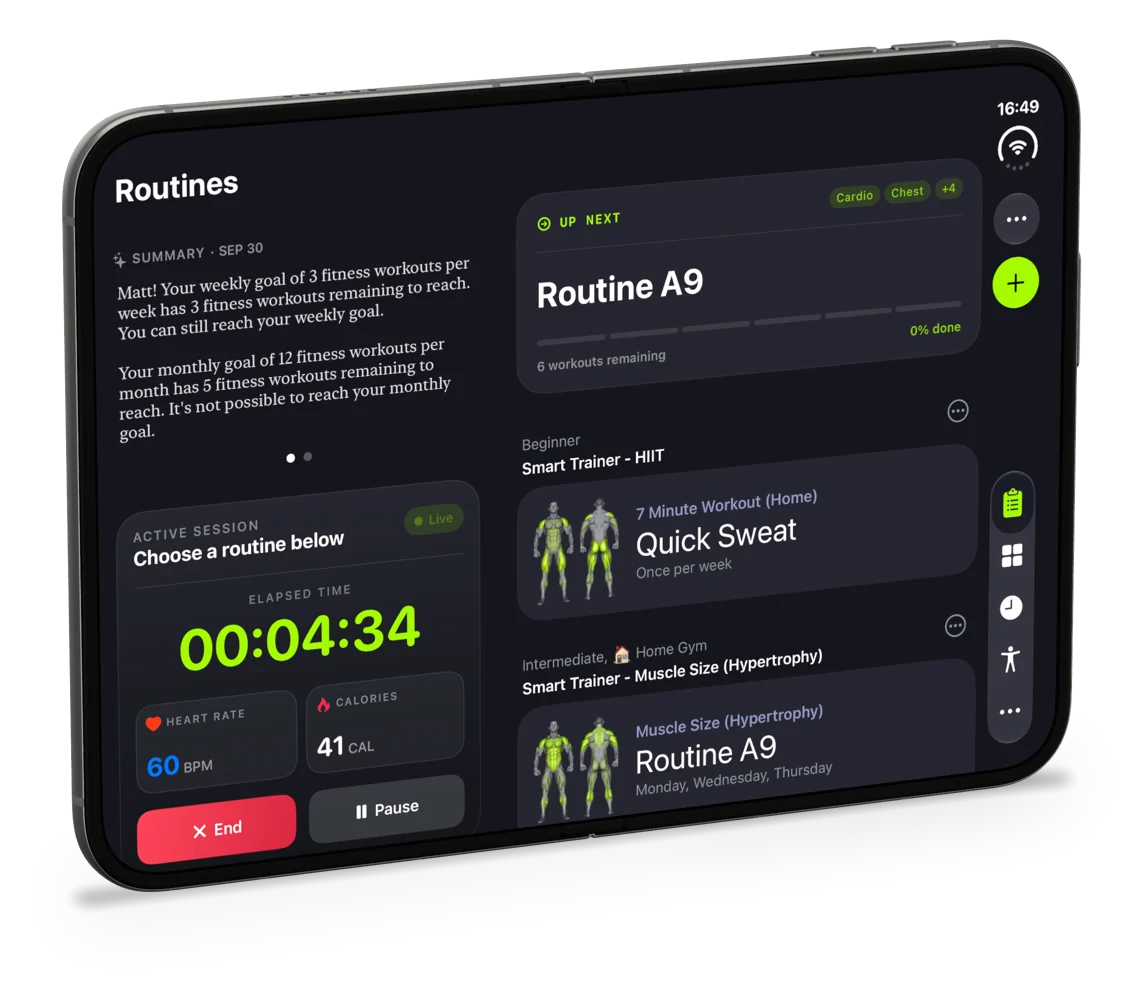 16:49
Routines
SUMMARY · SEP 30
Matt! Your weekly goal of 3 fitness workouts per
week has 3 fitness workouts remaining to reach.
You can still reach your weekly goal.
Your monthly goal of 12 fitness workouts per
month has 5 fitness workouts remaining to
reach. It's not possible to reach your monthly
goal.
ACTIVE SESSION
Live
Choose a routine below
ELAPSED TIME
00:04:34
HEART RATE
60 BPM
CALORIES
41 CAL
End
Pause
UP NEXT
Cardio
Chest
+4
Routine A9
6 workouts remaining
0% done
Beginner
Smart Trainer - HIIT
7 Minute Workout (Home)
Quick Sweat
Once per week
Intermediate, 🏠 Home Gym
Smart Trainer - Muscle Size (Hypertrophy)
Muscle Size (Hypertrophy)
Routine A9
Monday, Wednesday, Thursday